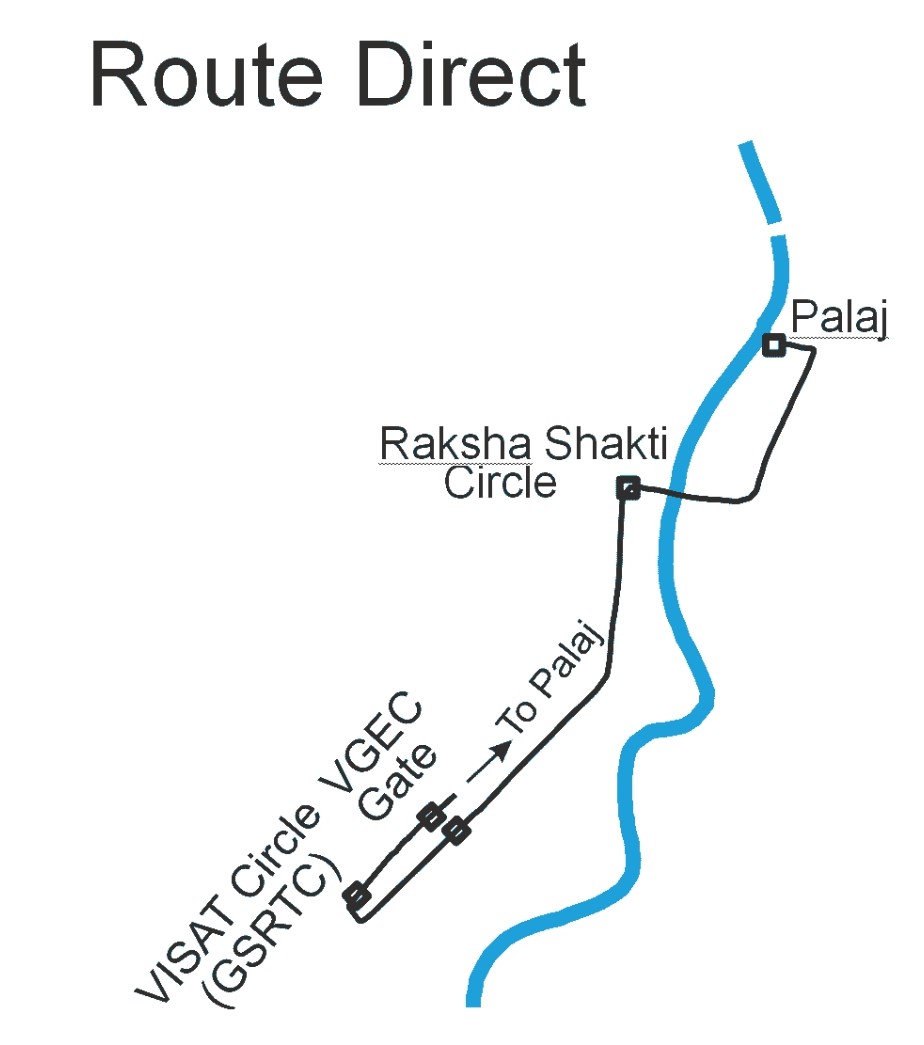 Route Direct
Palaj
Raksha Shakti
Circle
To Palaj
VGEC
Gate
VISAT Circle
(GSRTC)